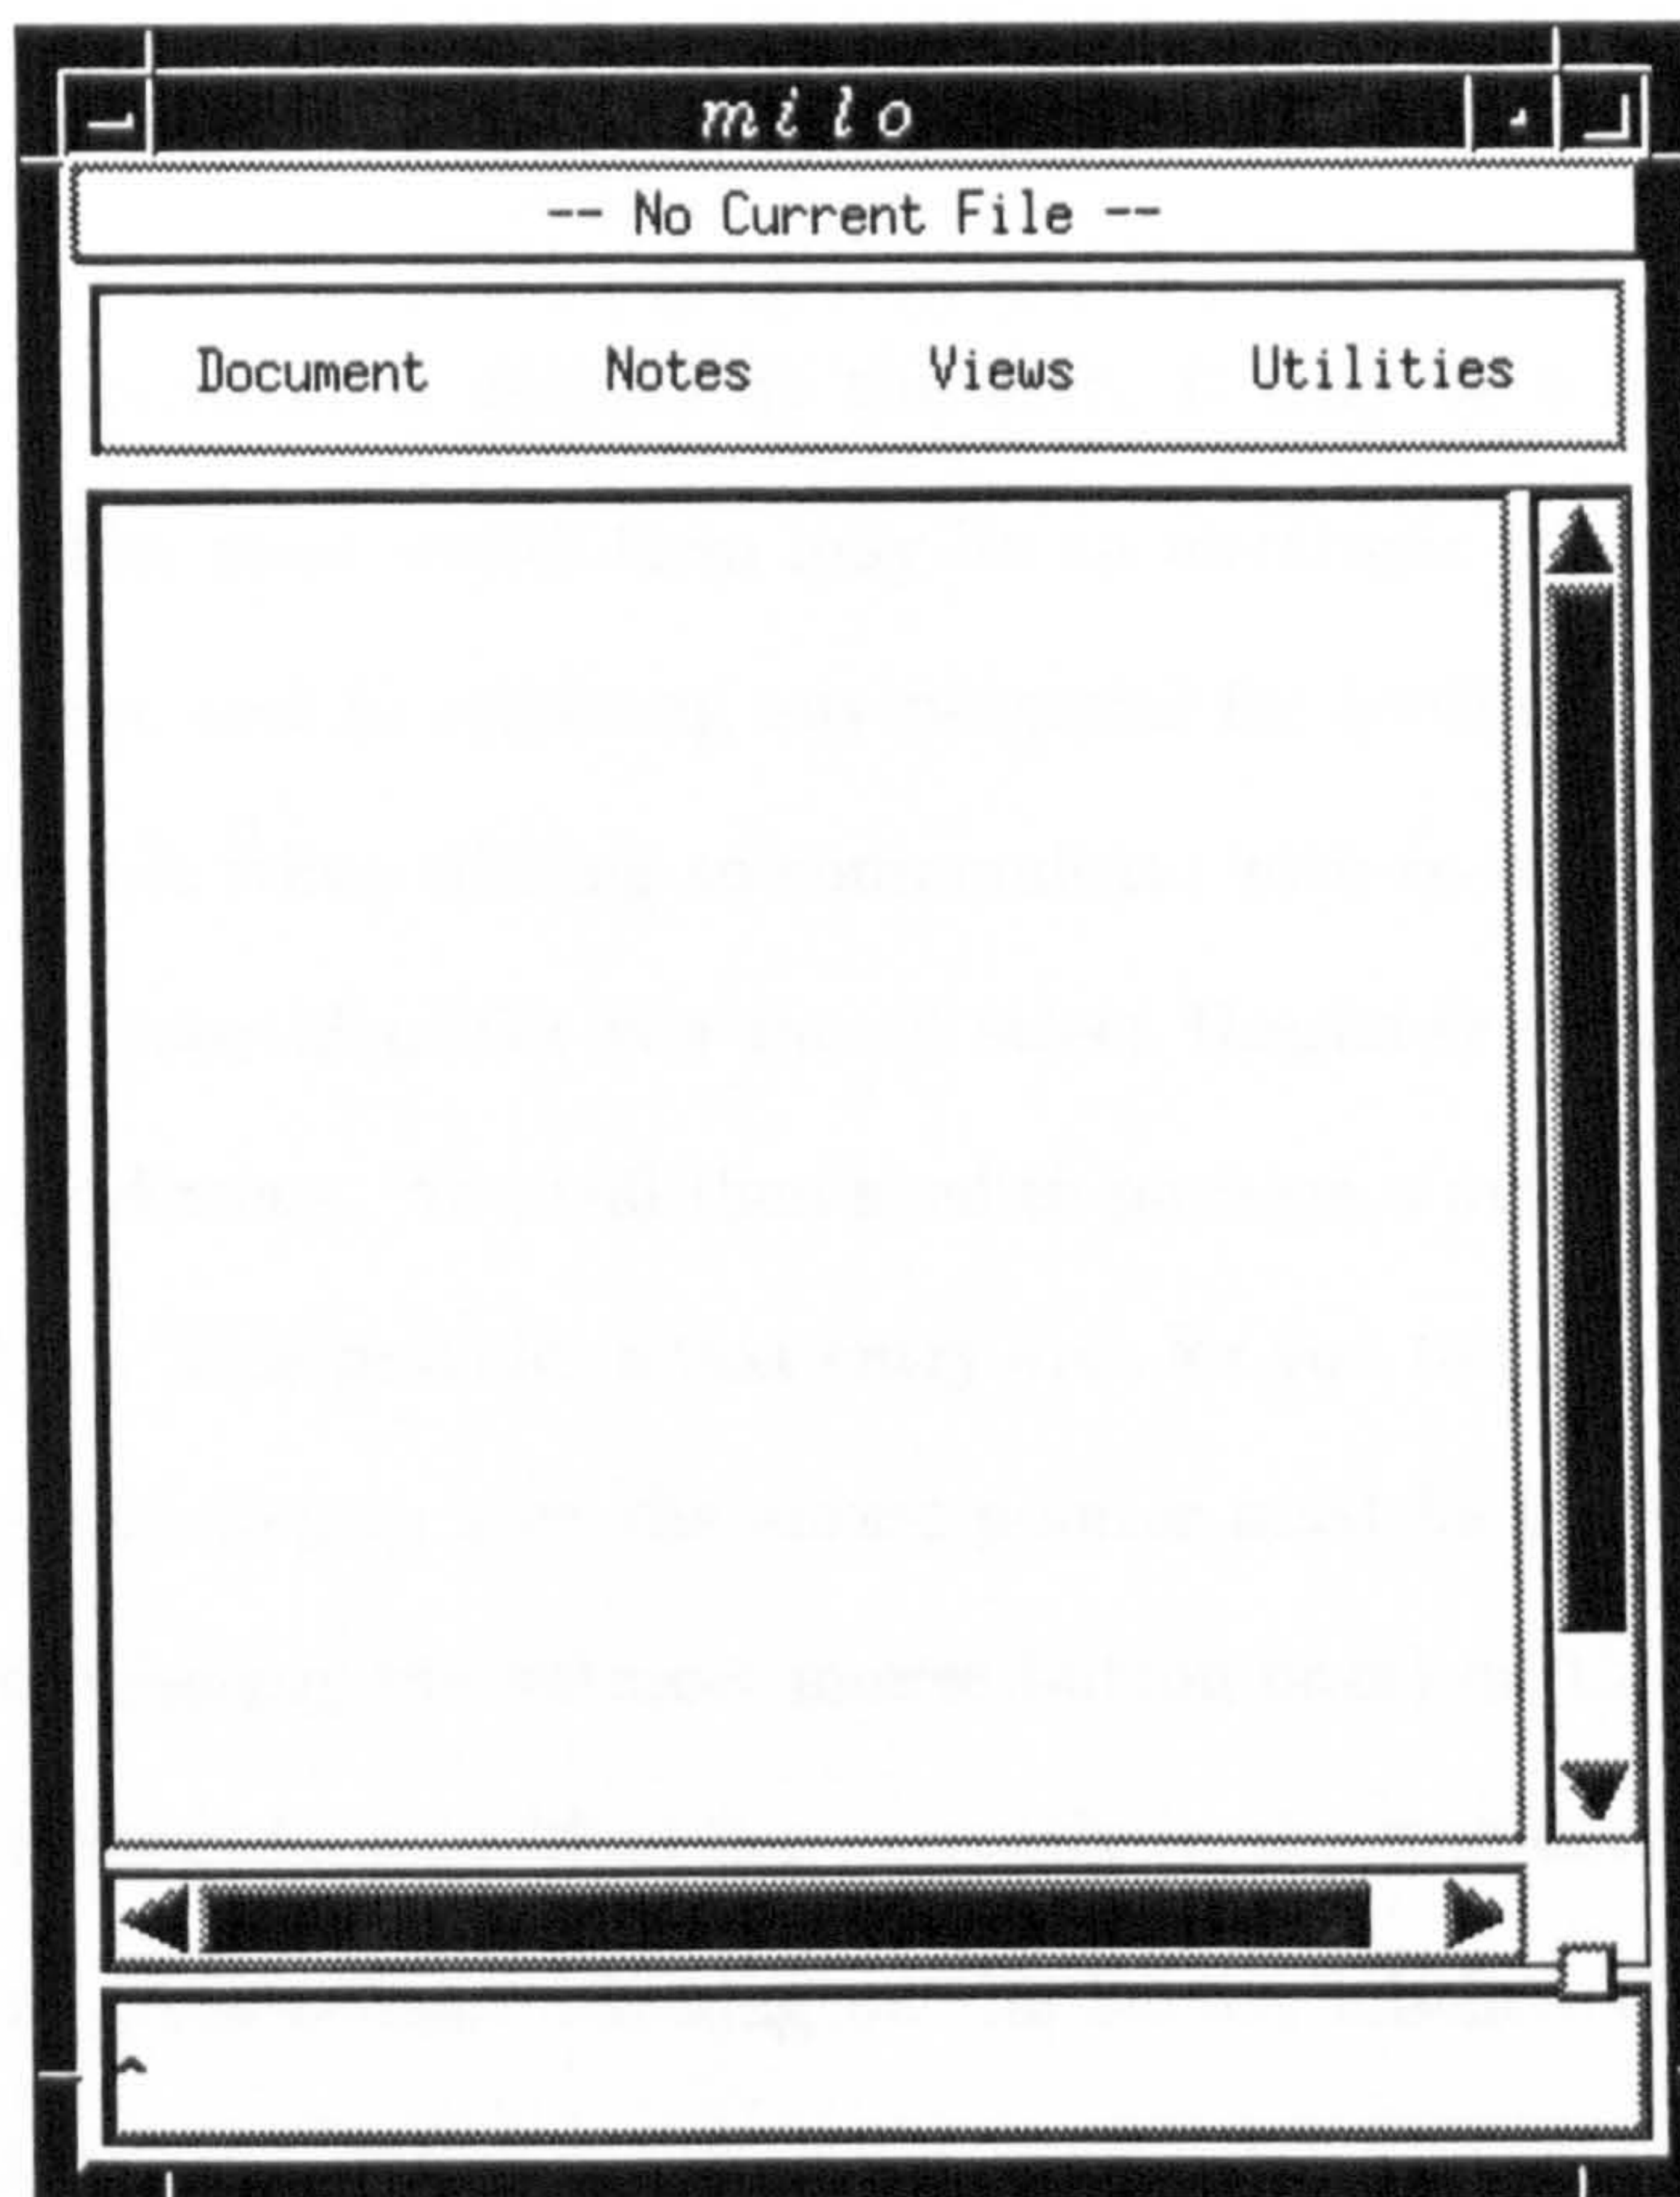 milo
-- No Current File --
Document Notes Views Utilities
^